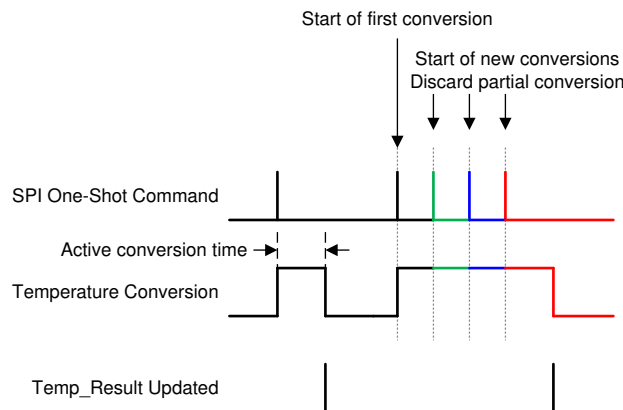 Start of first conversion
Start of new conversions
Discard partial conversion
SPI One-Shot Command
Active conversion time
Temperature Conversion
Temp_Result Updated